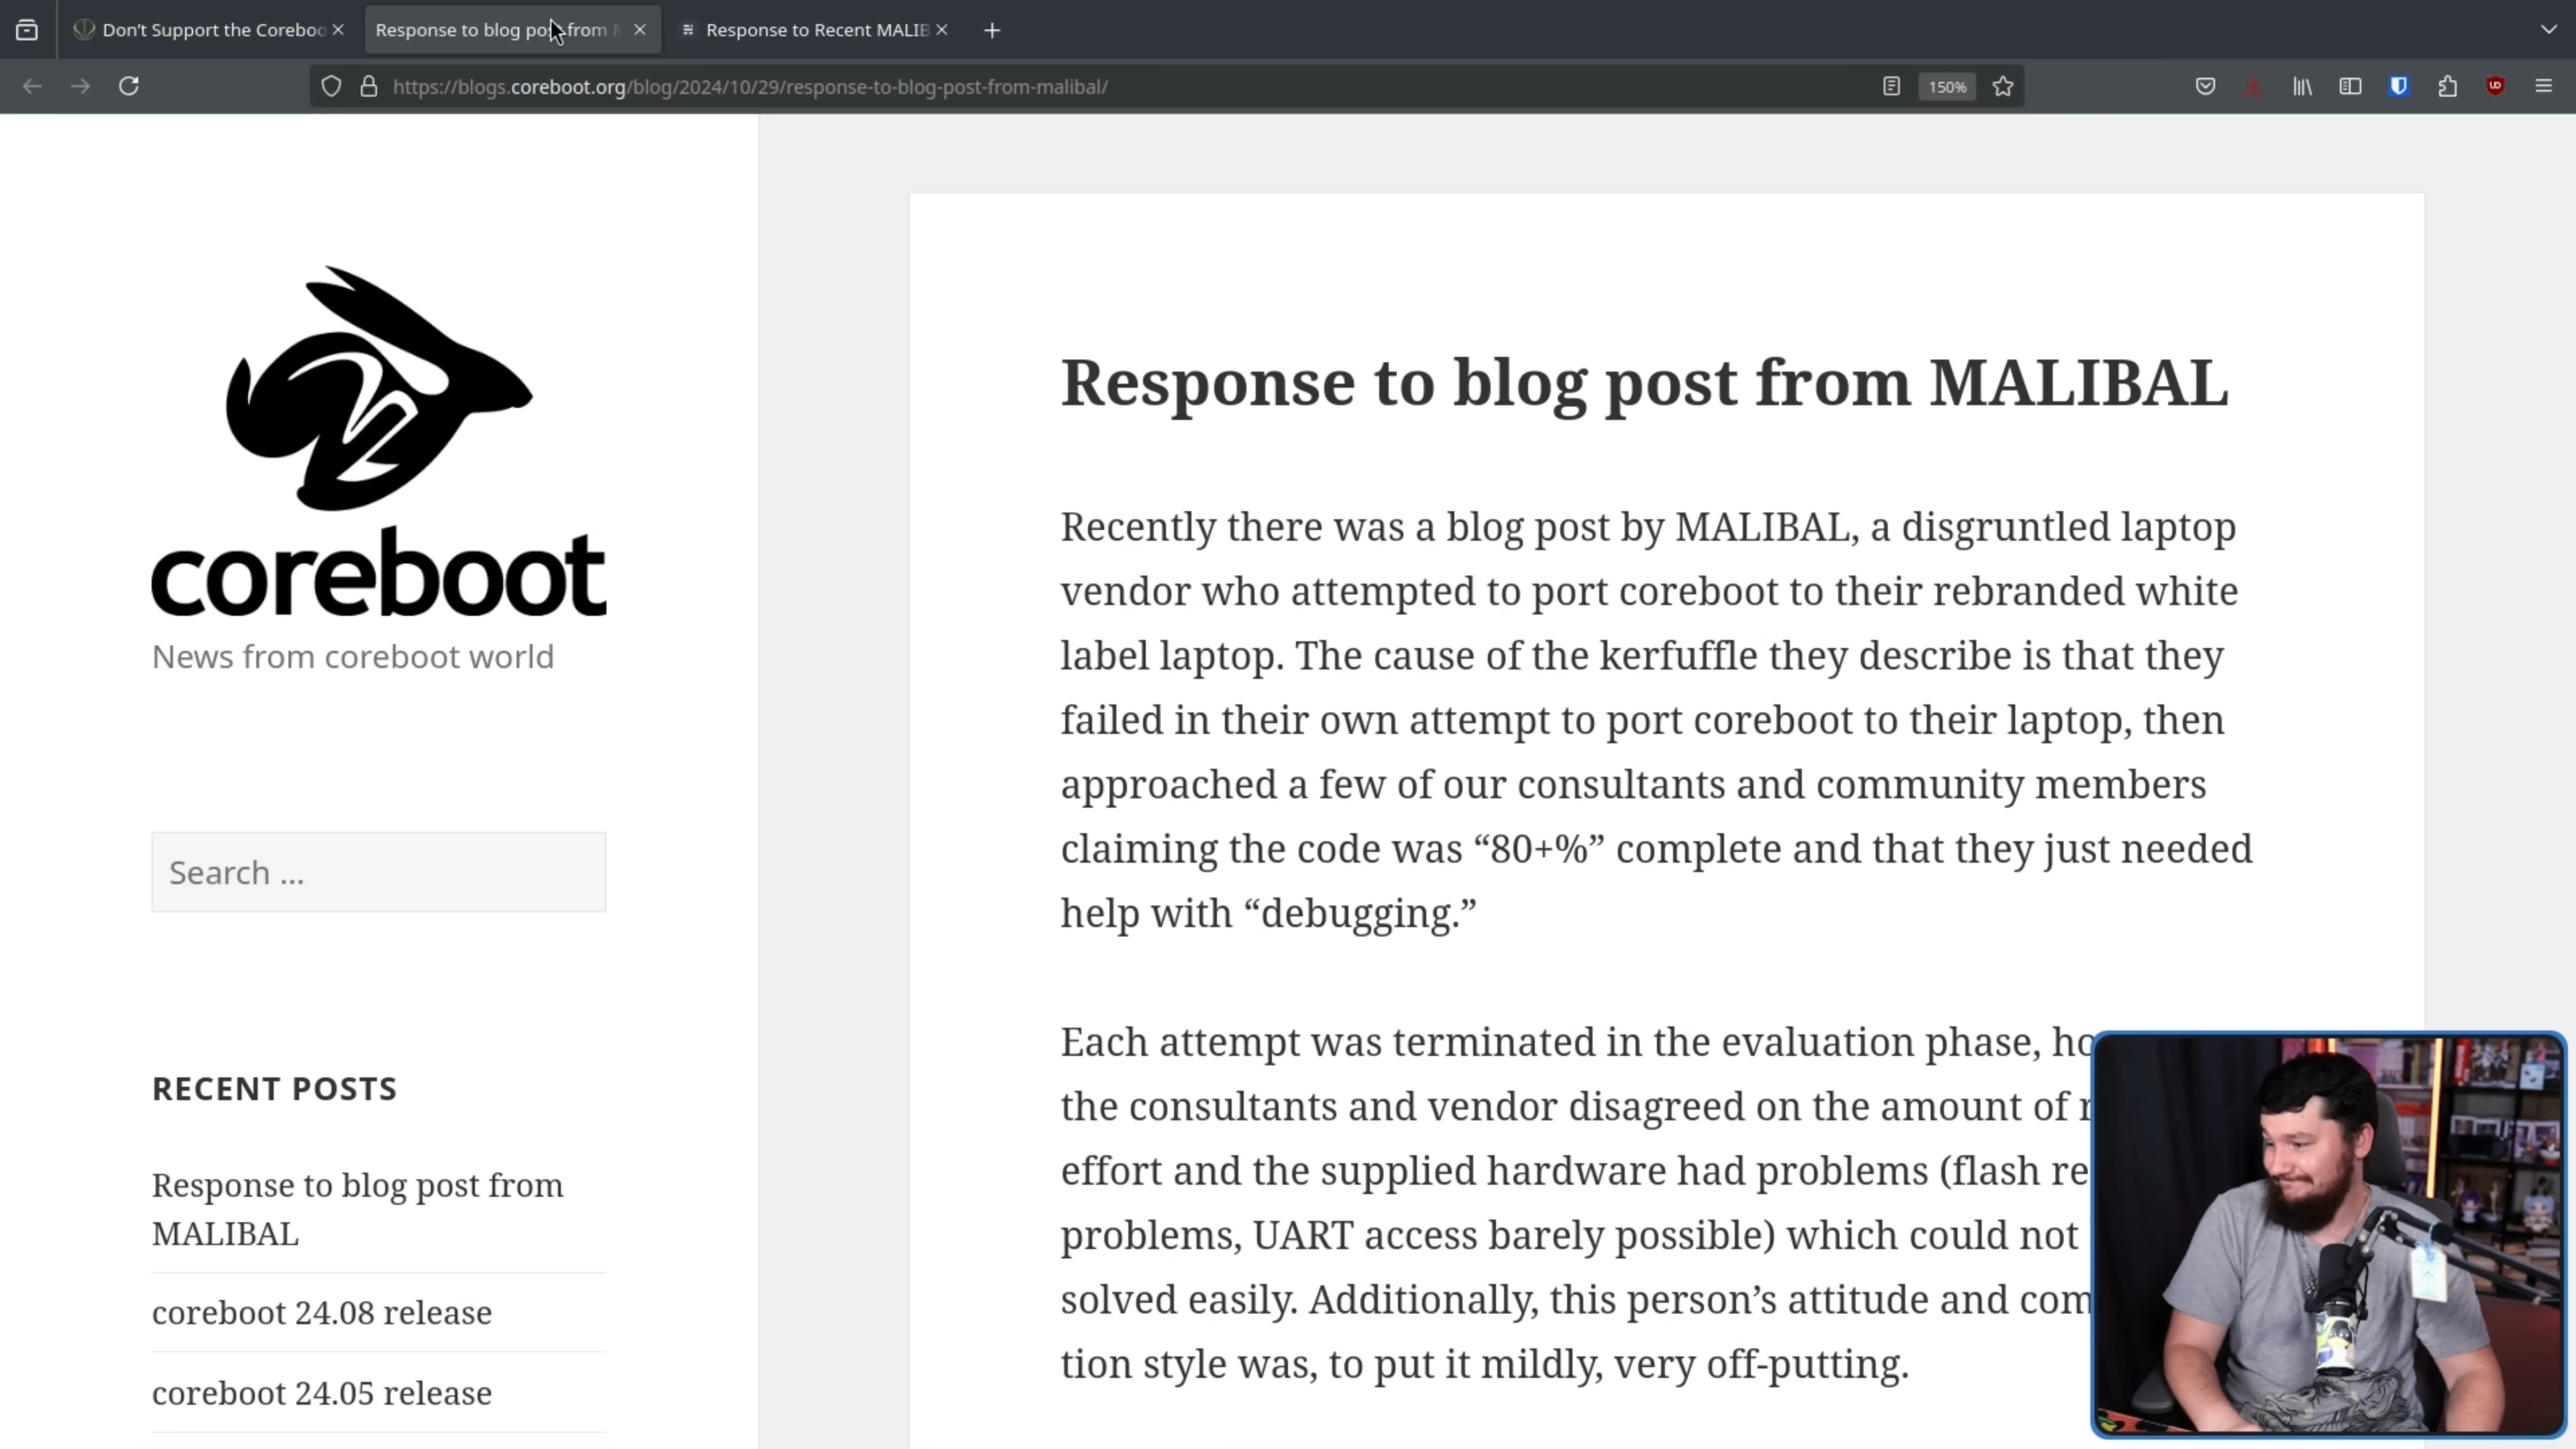 Don't Support the Coreboo
Response to blog post from M
Response to Recent MALIB
https://blogs.coreboot.org/blog/2024/10/29/response-to-blog-post-from-malibal/
150%
coreboot
News from coreboot world
Search ...
RECENT POSTS
Response to blog post from
MALIBAL
coreboot 24.08 release
coreboot 24.05 release
Response to blog post from MALIBAL
Recently there was a blog post by MALIBAL, a disgruntled laptop
vendor who attempted to port coreboot to their rebranded white
label laptop. The cause of the kerfuffle they describe is that they
failed in their own attempt to port coreboot to their laptop, then
approached a few of our consultants and community members
claiming the code was “80+%” complete and that they just needed
help with “debugging.”
Each attempt was terminated in the evaluation phase, ho
the consultants and vendor disagreed on the amount of r
effort and the supplied hardware had problems (flash re
problems, UART access barely possible) which could not
solved easily. Additionally, this person’s attitude and com
tion style was, to put it mildly, very off-putting.